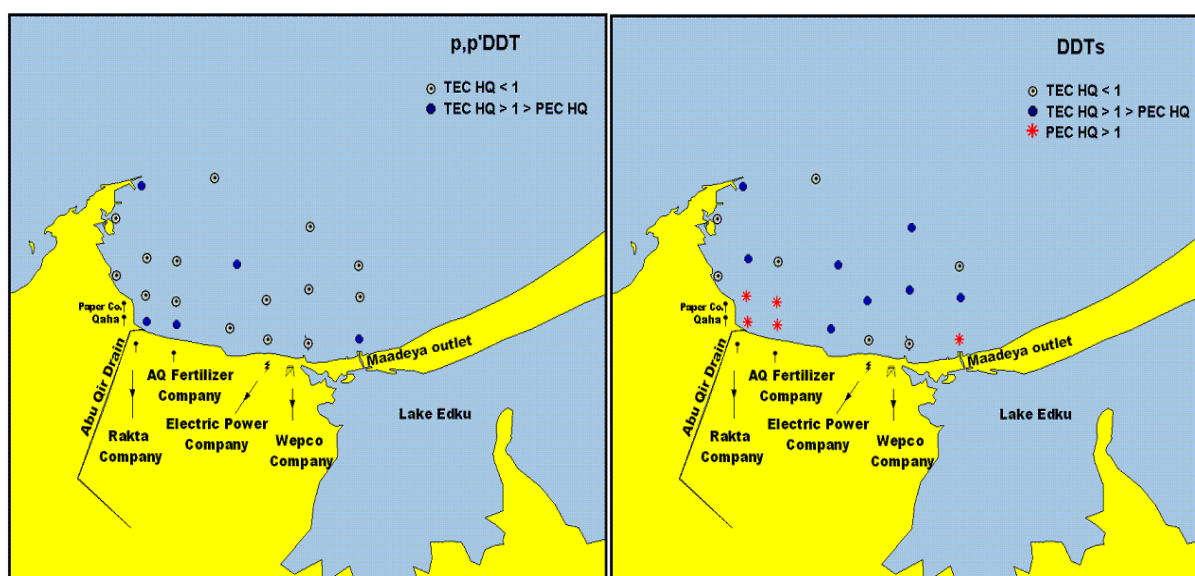 p,p'DDT
TEC HQ < 1
TEC HQ > 1 > PEC HQ
Paper Co.
Qaha
Abu Qir Drain
AQ Fertilizer
Company
Rakta
Company
Electric Power
Company
Wepco
Company
Maadeya outlet
Lake Edku
DDTs
TEC HQ < 1
TEC HQ > 1 > PEC HQ
PEC HQ > 1
Paper Co.
Qaha
Abu Qir Drain
AQ Fertilizer
Company
Rakta
Company
Electric Power
Company
Wepco
Company
Maadeya outlet
Lake Edku